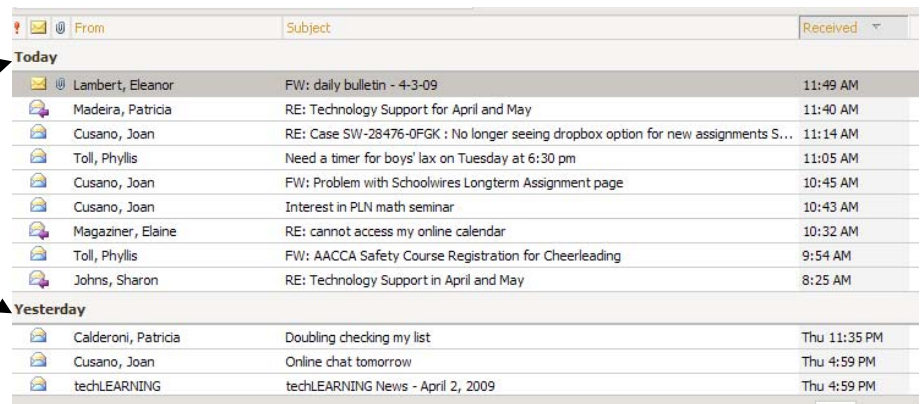 ! From Subject Received
Today
Lambert, Eleanor FW: daily bulletin - 4-3-09 11:49 AM
Madeira, Patricia RE: Technology Support for April and May 11:40 AM
Cusano, Joan RE: Case SW-28476-0FGK : No longer seeing dropbox option for new assignments S... 11:14 AM
Toll, Phyllis Need a timer for boys' lax on Tuesday at 6:30 pm 11:05 AM
Cusano, Joan FW: Problem with Schoolwires Longterm Assignment page 10:45 AM
Cusano, Joan Interest in PLN math seminar 10:43 AM
Magaziner, Elaine RE: cannot access my online calendar 10:32 AM
Toll, Phyllis FW: AACCA Safety Course Registration for Cheerleading 9:54 AM
Johns, Sharon RE: Technology Support in April and May 8:25 AM
Yesterday
Calderoni, Patricia Doubling checking my list Thu 11:35 PM
Cusano, Joan Online chat tomorrow Thu 4:59 PM
techLEARNING techLEARNING News - April 2, 2009 Thu 4:59 PM